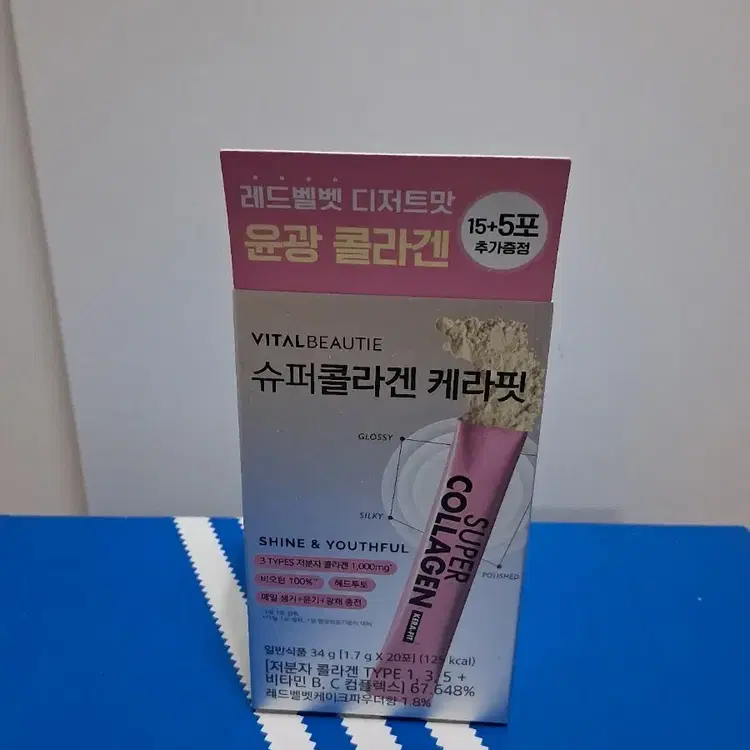 레드벨벳 디저트맛
윤광 콜라겐
15+5포
추가증정
VITALBEAUTIE
슈퍼콜라겐 케라핏
GLOSSY
SILKY
POLISHED
SUPER
COLLAGEN
KERA-FIT
SHINE & YOUTHFUL
3 TYPES 저분자 콜라겐 1,000mg
비오틴 100%
헤드투토
매일 생기+윤기+광채 충전
일반식품 34 g [1.7 g X 20포] (125 kcal)
[저분자 콜라겐 TYPE 1, 3, 5 +
비타민 B, C 컴플렉스] 67.648%
레드벨벳케이크파우더향 1.8%